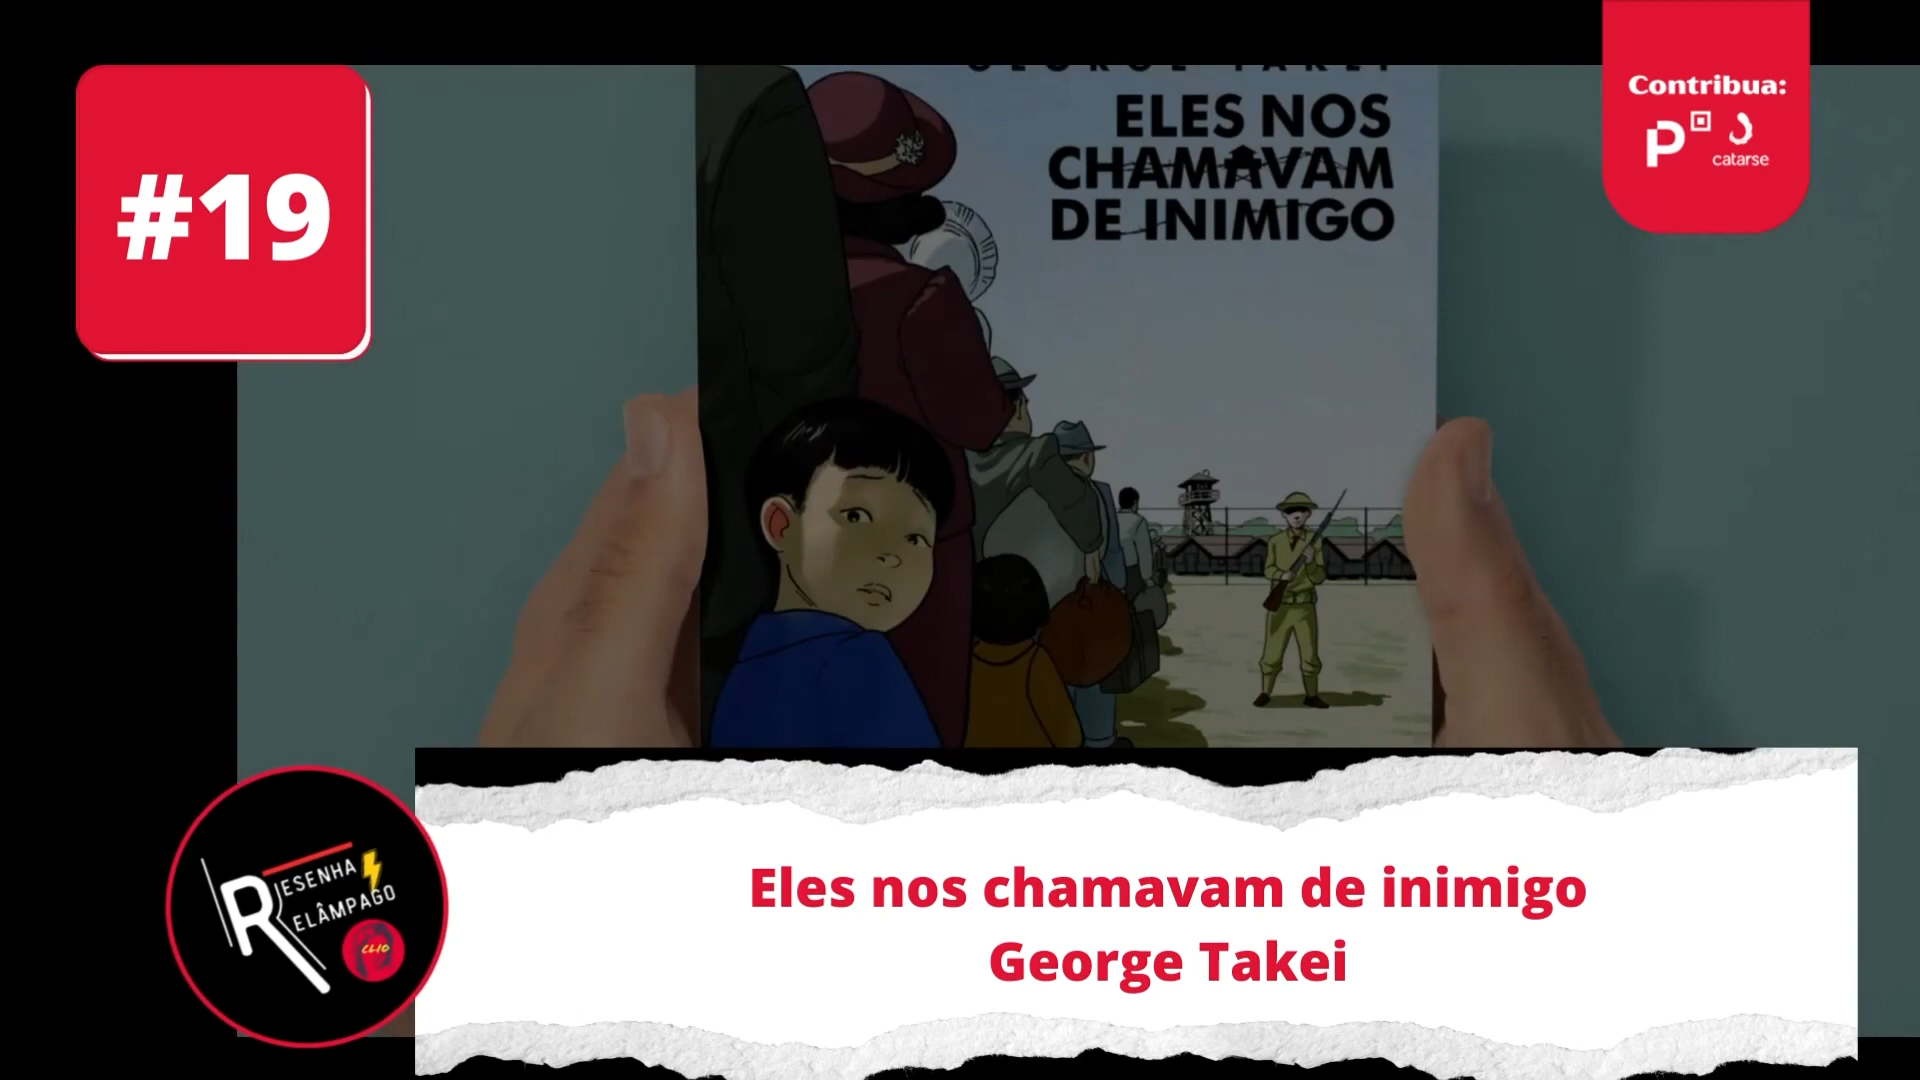 #19
Contribua:
P
catarse
GEORGE TAKEI
ELES NOS
CHAMAVAM
DE INIMIGO
RESENHA
RELÂMPAGO
CLIO
Eles nos chamavam de inimigo
George Takei